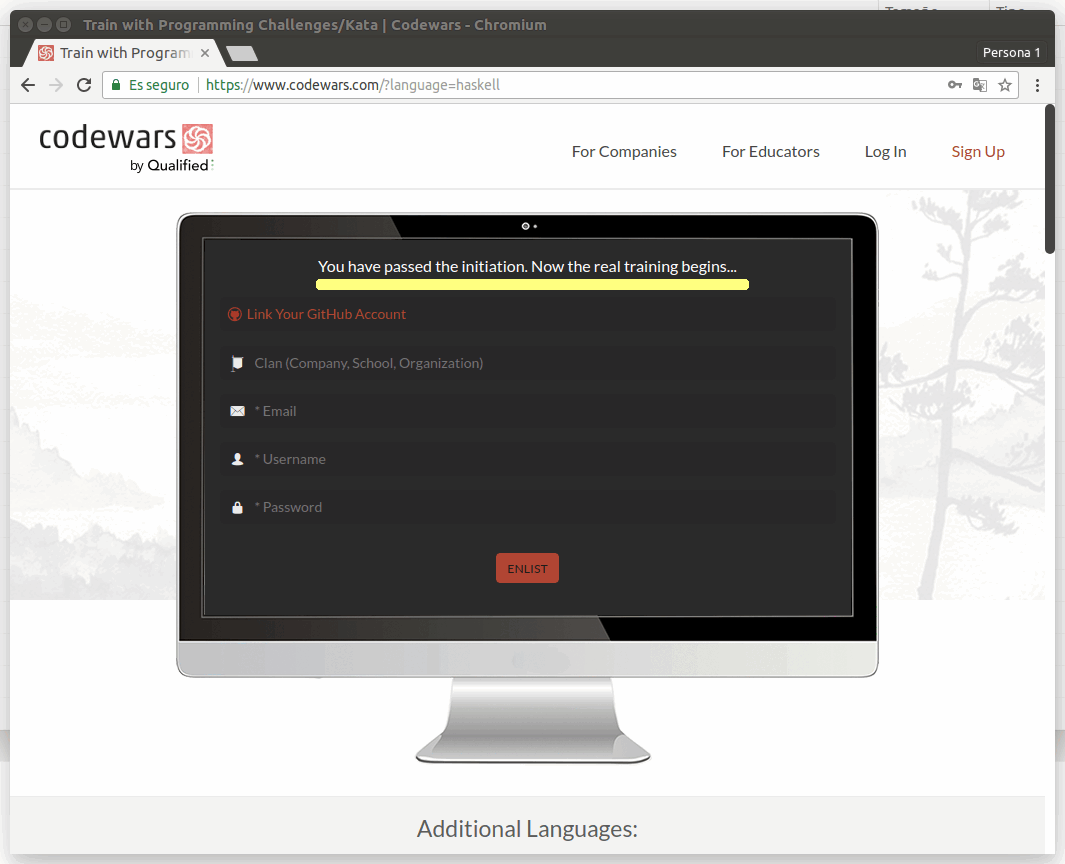 Tamaño
Tipo
Train with Programming Challenges/Kata | Codewars - Chromium
Train with Program
Persona 1
Es seguro
https://www.codewars.com/?language=haskell
codewars
by Qualified
For Companies
For Educators
Log In
Sign Up
You have passed the initiation. Now the real training begins...
Link Your GitHub Account
Clan (Company, School, Organization)
* Email
* Username
* Password
ENLIST
Additional Languages: